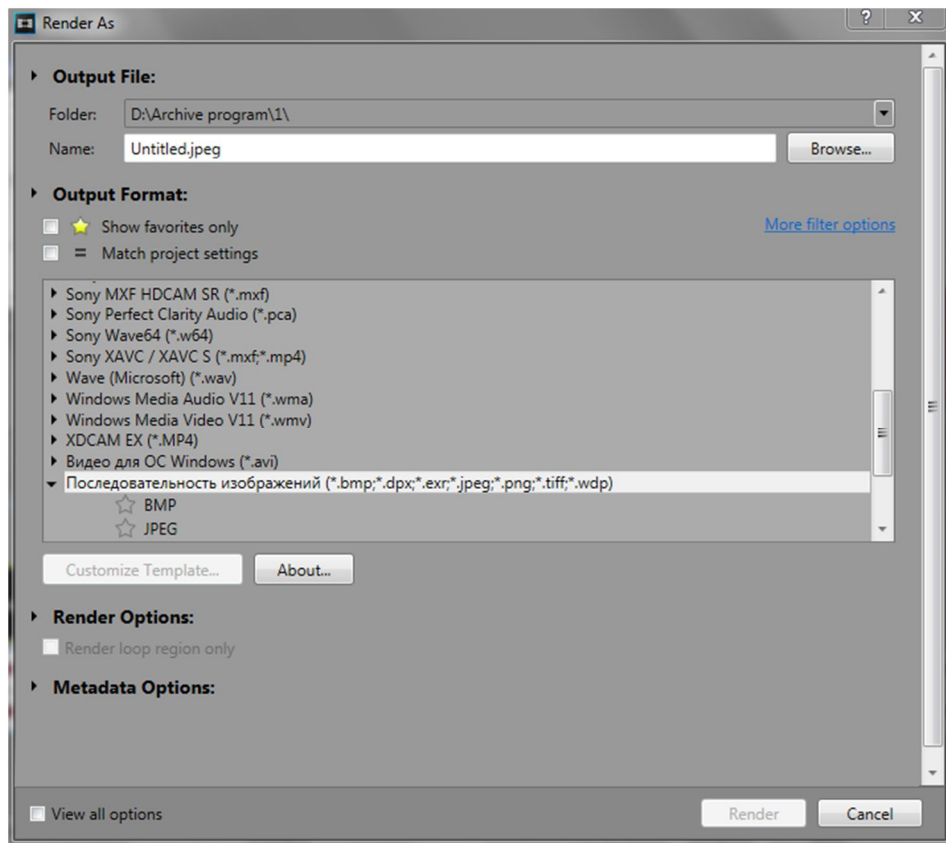 Render As
Output File:
Folder: D:\Archive program\1\
Name: Untitled.jpeg Browse...
Output Format:
Show favorites only More filter options
= Match project settings
Sony MXF HDCAM SR (*.mxf)
Sony Perfect Clarity Audio (*.pca)
Sony Wave64 (*.w64)
Sony XAVC / XAVC S (*.mxf;*.mp4)
Wave (Microsoft) (*.wav)
Windows Media Audio V11 (*.wma)
Windows Media Video V11 (*.wmv)
XDCAM EX (*.MP4)
Видео для ОС Windows (*.avi)
Последовательность изображений (*.bmp;*.dpx;*.exr;*.jpeg;*.png;*.tiff;*.wdp)
BMP
JPEG
Customize Template... About...
Render Options:
Render loop region only
Metadata Options:
View all options Render Cancel